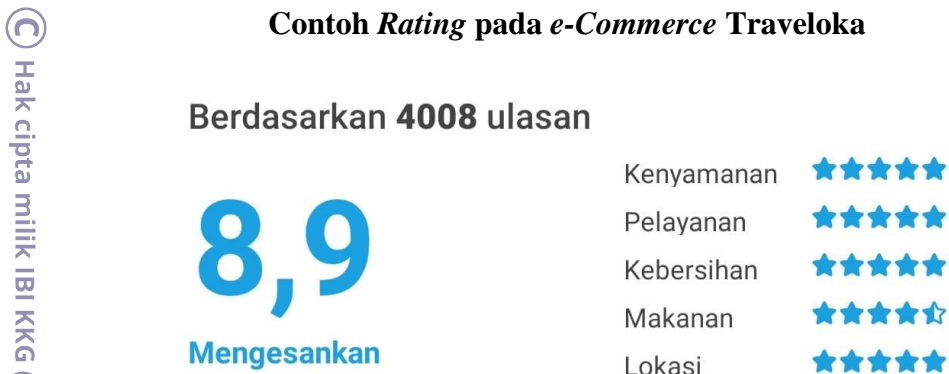 Contoh Rating pada e-Commerce Traveloka
Berdasarkan 4008 ulasan
8,9
Mengesankan
Kenyamanan
Pelayanan
Kebersihan
Makanan
Lokasi
© Hak cipta milik IBI KKG